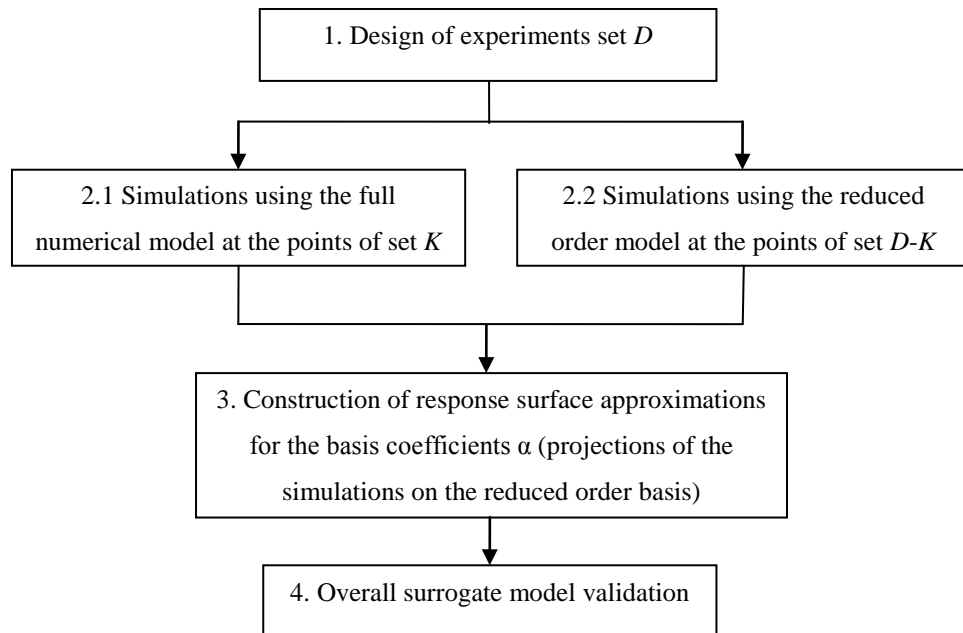 1. Design of experiments set D
2.1 Simulations using the full
numerical model at the points of set K
2.2 Simulations using the reduced
order model at the points of set D-K
3. Construction of response surface approximations
for the basis coefficients α (projections of the
simulations on the reduced order basis)
4. Overall surrogate model validation